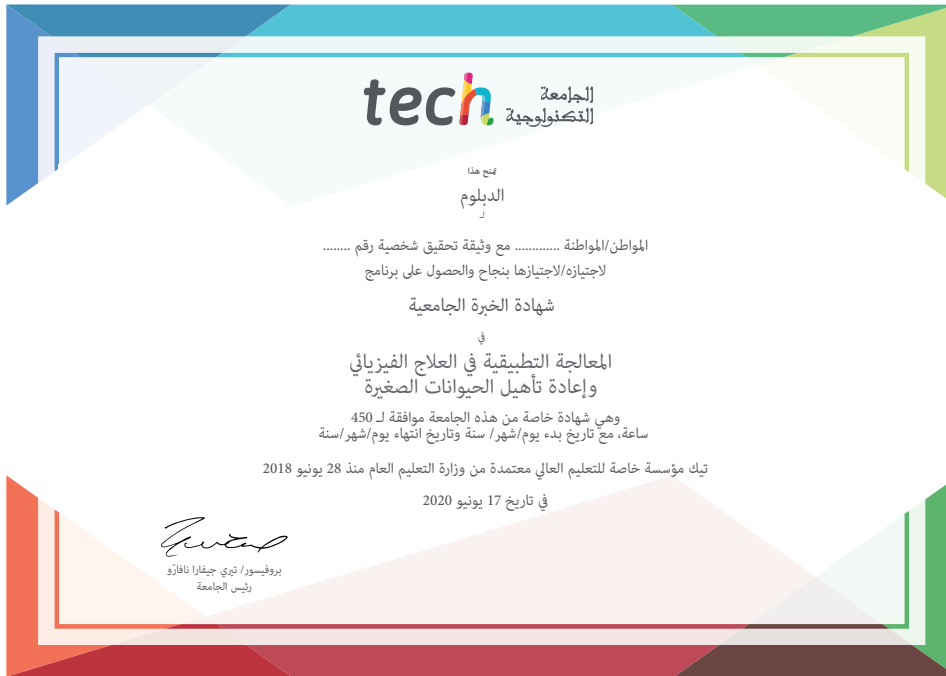 tech الجامعة
التكنولوجية
يمنح هذا
الدبلوم
لـ
المواطن/المواطنة ............ مع وثيقة تحقيق شخصية رقم ........
لاجتيازه/لاجتيازها بنجاح والحصول على برنامج
شهادة الخبرة الجامعية
في
المعالجة التطبيقية في العلاج الفيزيائي
وإعادة تأهيل الحيوانات الصغيرة
وهي شهادة خاصة من هذه الجامعة موافقة لـ 450
ساعة، مع تاريخ بدء يوم/شهر/ سنة وتاريخ انتهاء يوم/شهر/سنة
تيك مؤسسة خاصة للتعليم العالي معتمدة من وزارة التعليم العام منذ 28 يونيو 2018
في تاريخ 17 يونيو 2020
بروفيسور/ تيري جيفارا نافارّو
رئيس الجامعة